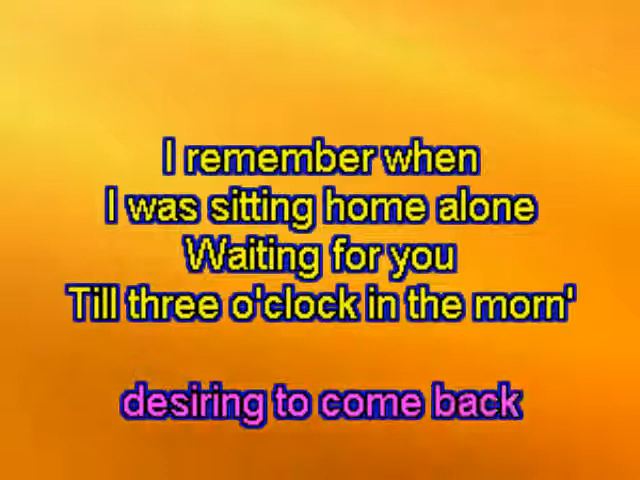 I remember when
I was sitting home alone
Waiting for you
Till three o'clock in the morn'
desiring to come back